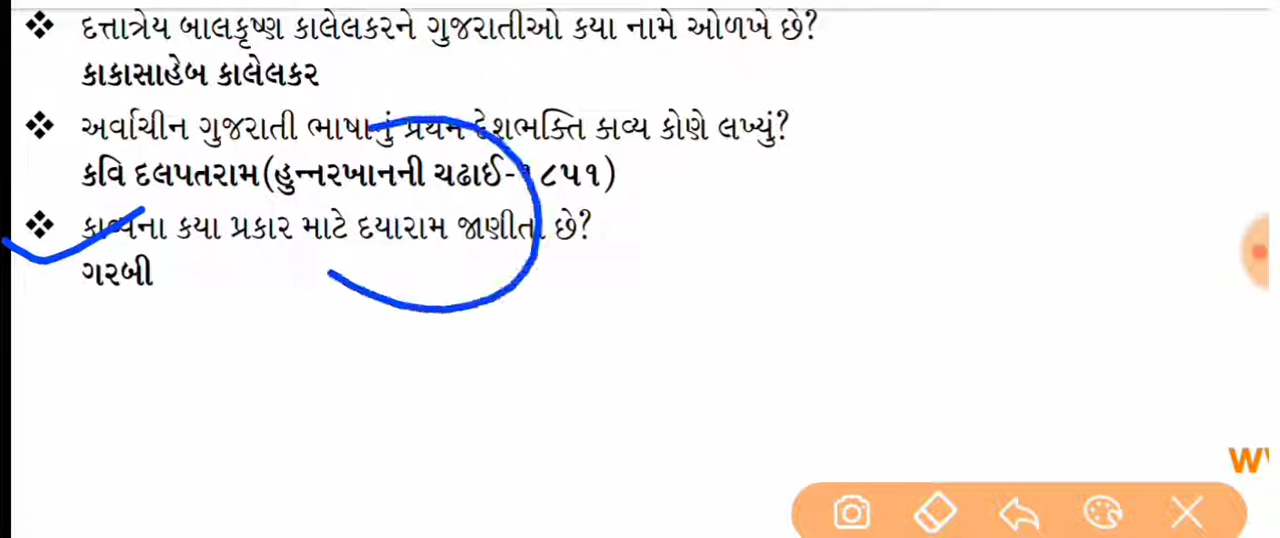 ❖ દત્તાત્રેય બાલકૃષ્ણ કાલેલકરને ગુજરાતીઓ કયા નામે ઓળખે છે?
કાકાસાહેબ કાલેલકર
❖ અર્વાચીન ગુજરાતી ભાષાનું પ્રથમ દેશભક્તિ કાવ્ય કોણે લખ્યું?
કવિ દલપતરામ(હુન્નરખાનની ચઢાઈ-૧૮૫૧)
❖ કાવ્યના કયા પ્રકાર માટે દયારામ જાણીતા છે?
ગરબી